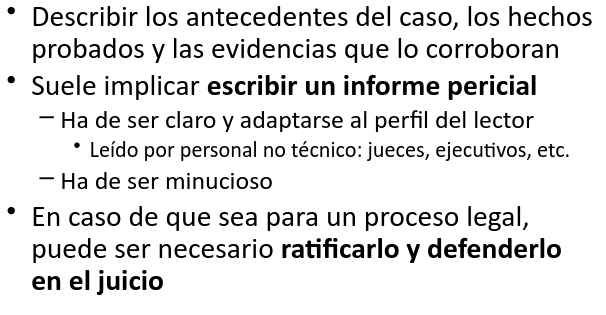 • Describir los antecedentes del caso, los hechos
probados y las evidencias que lo corroboran
• Suele implicar escribir un informe pericial
– Ha de ser claro y adaptarse al perfil del lector
• Leído por personal no técnico: jueces, ejecutivos, etc.
– Ha de ser minucioso
• En caso de que sea para un proceso legal,
puede ser necesario ratificarlo y defenderlo
en el juicio